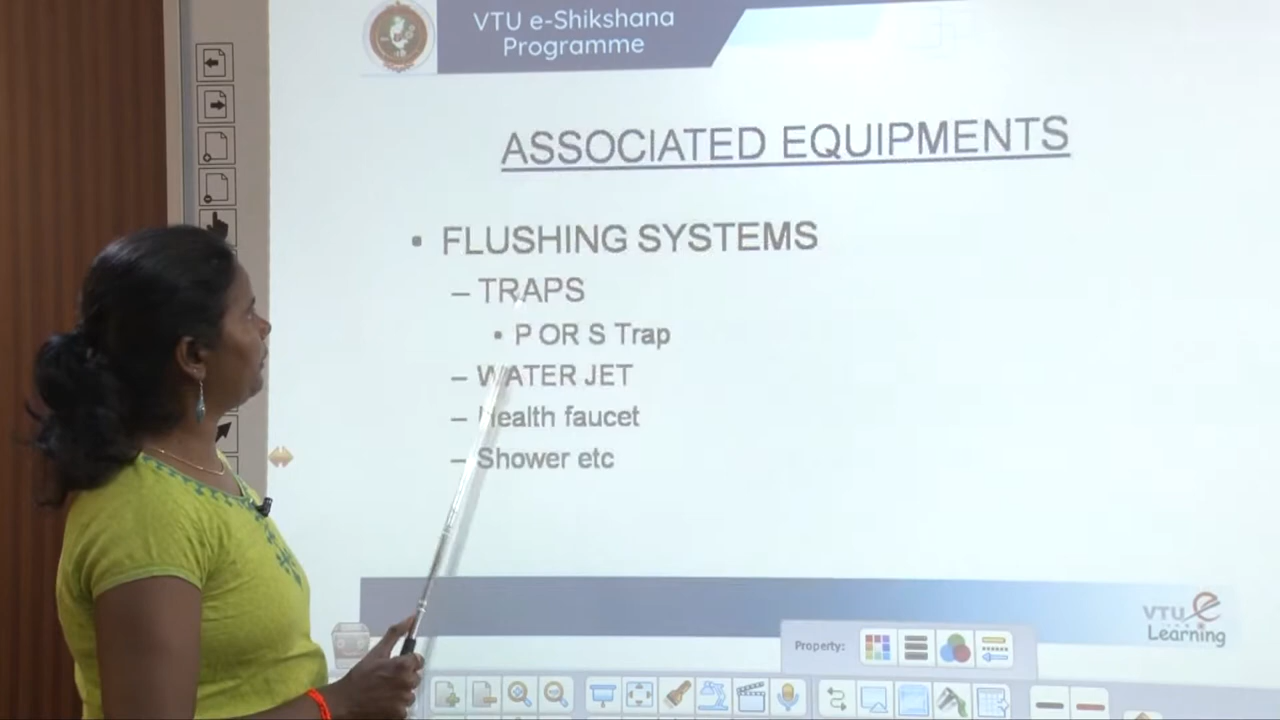 VTU e-Shikshana
Programme
ASSOCIATED EQUIPMENTS
• FLUSHING SYSTEMS
– TRAPS
• P OR S Trap
– WATER JET
– health faucet
– Shower etc
VTU e
Learning
Property: